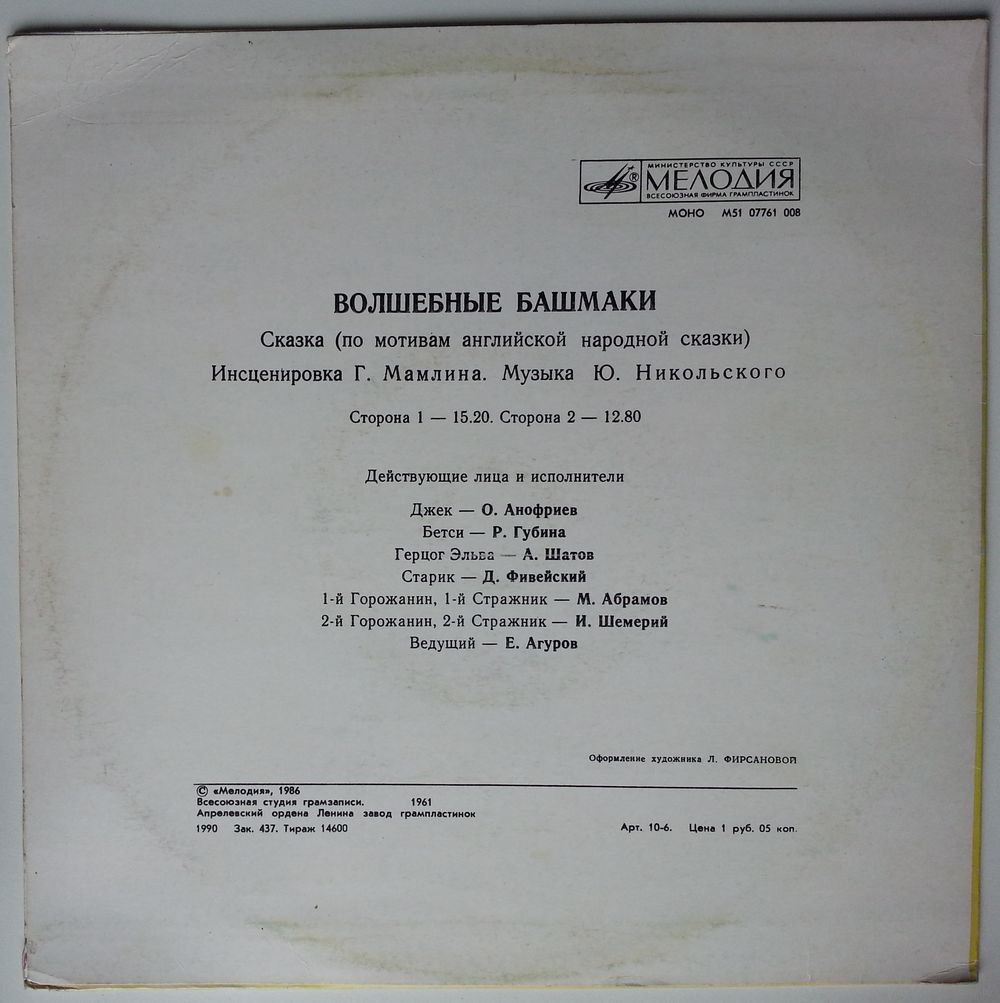 МИНИСТЕРСТВО КУЛЬТУРЫ СССР
® МЕЛОДИЯ
ВСЕСОЮЗНАЯ ФИРМА ГРАМПЛАСТИНОК
МОНО М51 07761 008
ВОЛШЕБНЫЕ БАШМАКИ
Сказка (по мотивам английской народной сказки)
Инсценировка Г. Мамлина. Музыка Ю. Никольского
Сторона 1 — 15.20. Сторона 2 — 12.80
Действующие лица и исполнители
Джек — О. Анофриев
Бетси — Р. Губина
Герцог Эльва — А. Шатов
Старик — Д. Фивейский
1-й Горожанин, 1-й Стражник — М. Абрамов
2-й Горожанин, 2-й Стражник — И. Шемерий
Ведущий — Е. Агуров
Оформление художника Л. ФИРСАНОВОЙ
© «Мелодия», 1986
Всесоюзная студия грамзаписи. 1961
Апрелевский ордена Ленина завод грампластинок
1990 Зак. 437. Тираж 14600 Арт. 10-6. Цена 1 руб. 05 коп.